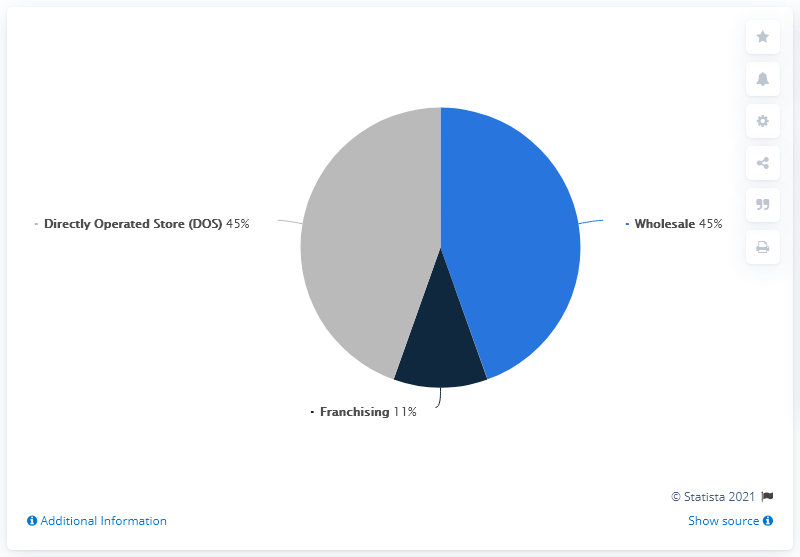 Directly Operated Store (DOS) 45%
Wholesale 45%
Franchising 11%
© Statista 2021
Additional Information
Show source